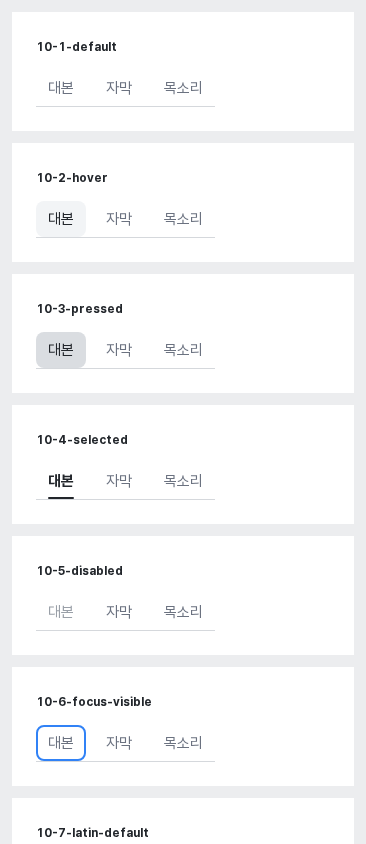 10-1-default
대본 자막 목소리
10-2-hover
대본 자막 목소리
10-3-pressed
대본 자막 목소리
10-4-selected
대본 자막 목소리
10-5-disabled
대본 자막 목소리
10-6-focus-visible
대본 자막 목소리
10-7-latin-default